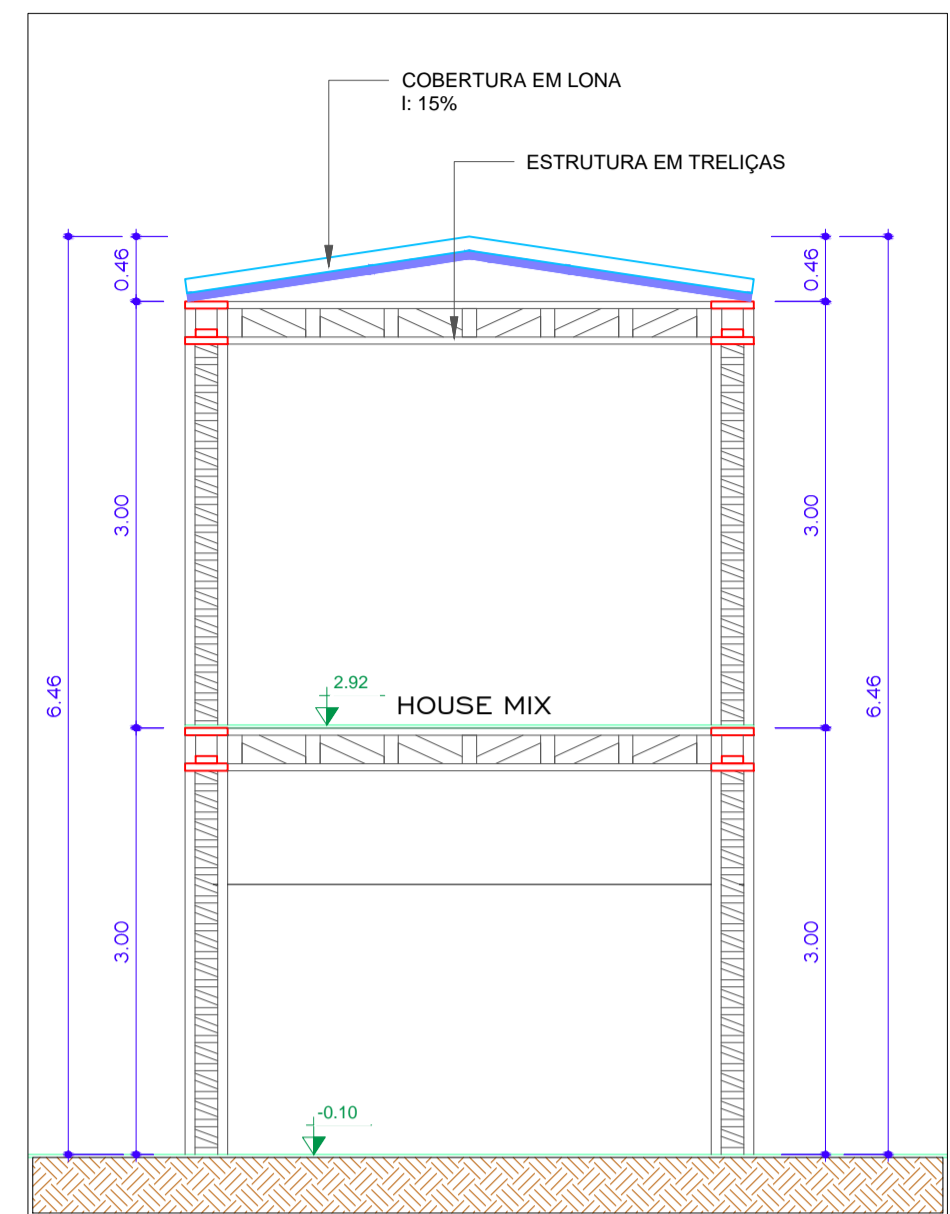 COBERTURA EM LONA
I: 15%
ESTRUTURA EM TRELIÇAS
0.46
0.46
3.00
3.00
6.46
6.46
2.92
HOUSE MIX
3.00
3.00
-0.10